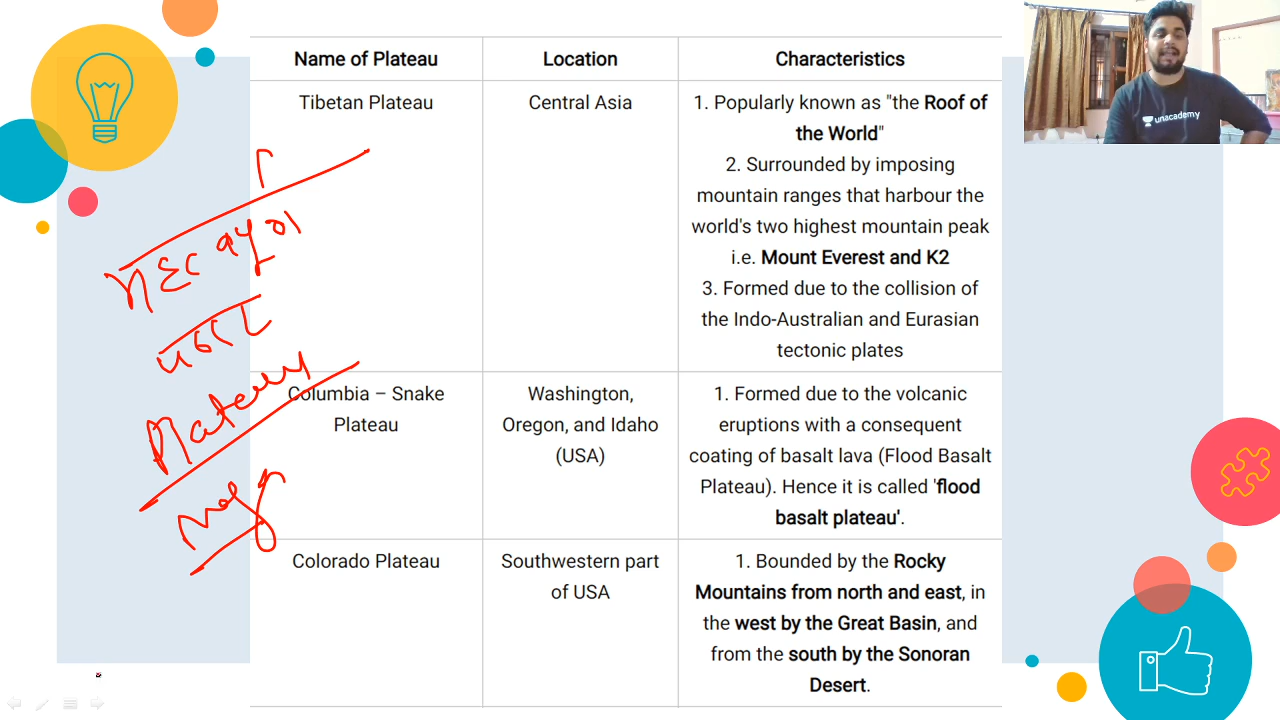 Name of Plateau
Location
Characteristics
Tibetan Plateau
Central Asia
1. Popularly known as "the Roof of
the World"
2. Surrounded by imposing
mountain ranges that harbour the
world's two highest mountain peak
i.e. Mount Everest and K2
3. Formed due to the collision of
the Indo-Australian and Eurasian
tectonic plates
Columbia – Snake
Plateau
Washington,
Oregon, and Idaho
(USA)
1. Formed due to the volcanic
eruptions with a consequent
coating of basalt lava (Flood Basalt
Plateau). Hence it is called 'flood
basalt plateau'.
Colorado Plateau
Southwestern part
of USA
1. Bounded by the Rocky
Mountains from north and east, in
the west by the Great Basin, and
from the south by the Sonoran
Desert.
Plateau
unacademy